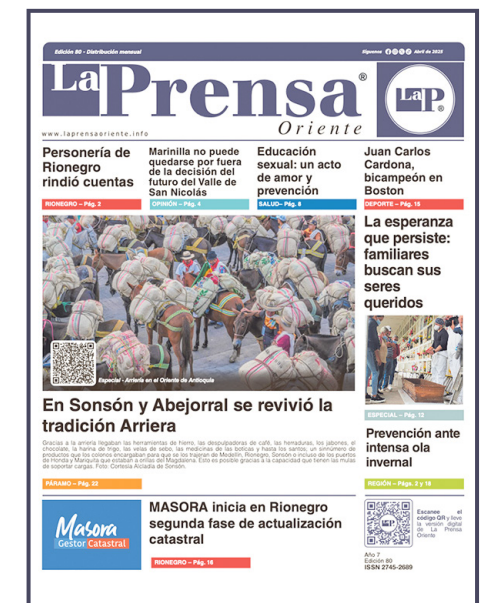 Edición 80 - Distribución mensual
Síguenos
Abril de 2025
La Prensa®
Oriente
LaP®
www.laprensaoriente.info
Personería de
Rionegro
rindió cuentas
RIONEGRO – Pág. 2
Marinilla no puede
quedarse por fuera
de la decisión del
futuro del Valle de
San Nicolás
OPINIÓN – Pág. 4
Educación
sexual: un acto
de amor y
prevención
SALUD– Pág. 6
Juan Carlos
Cardona,
bicampeón en
Boston
DEPORTE – Pág. 15
La esperanza
que persiste:
familiares
buscan sus
seres
queridos
ESPECIAL – Pág. 12
Especial - Arriería en el Oriente de Antioquia
En Sonsón y Abejorral se revivió la
tradición Arriera
Gracias a la arriería llegaban las herramientas de hierro, las despulpadoras de café, las herraduras, los jabones, el
chocolate, la harina de trigo, las velas de sebo, las medicinas de las boticas y hasta los santos; un sinnúmero de
productos que los colonos encargaban para que se los trajeran de Medellín, Rionegro, Sonsón o incluso de los puertos
de Honda y Mariquita que estaban a orillas del Magdalena. Esto es posible gracias a la capacidad que tienen las mulas
de soportar cargas. Foto: Cortesía Alcaldía de Sonsón.
PÁRAMO – Pág. 22
Prevención ante
intensa ola
invernal
REGIÓN – Págs. 2 y 18
Masora
Gestor Catastral
MASORA inicia en Rionegro
segunda fase de actualización
catastral
RIONEGRO – Pág. 16
LaP
Escanee el
código QR y lleve
la versión digital
de La Prensa
Oriente
Año 7
Edición 80
ISSN 2745-2689